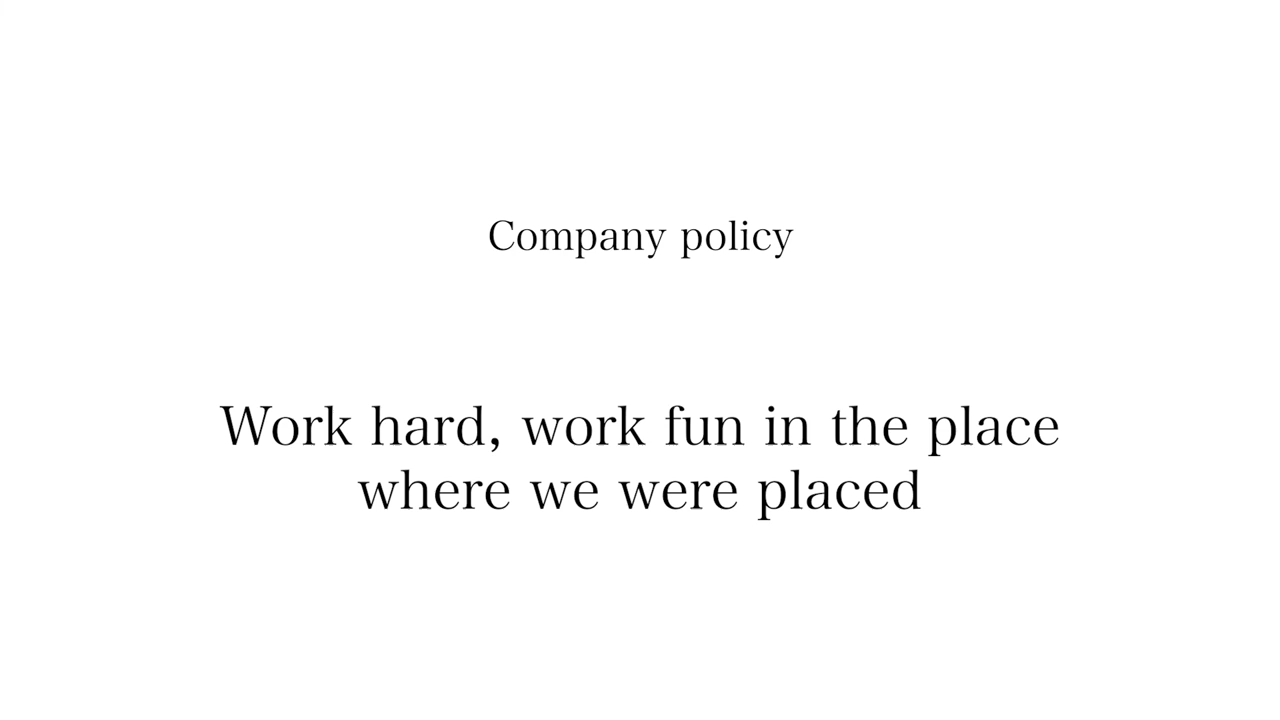 Company policy
Work hard, work fun in the place
where we were placed